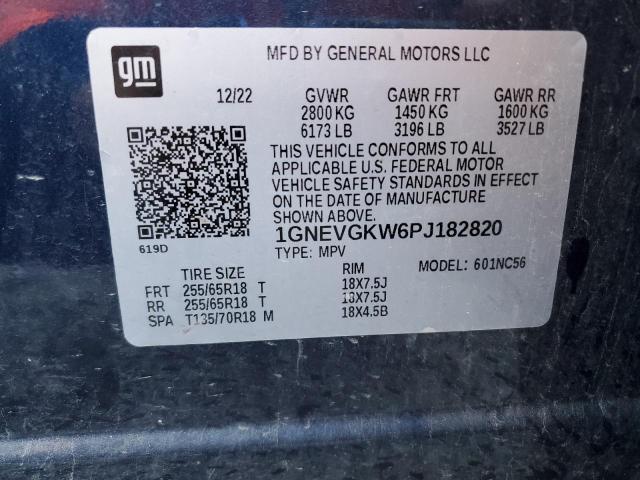 gm
MFD BY GENERAL MOTORS LLC
12/22 GVWR GAWR FRT GAWR RR
2800 KG 1450 KG 1600 KG
6173 LB 3196 LB 3527 LB
THIS VEHICLE CONFORMS TO ALL
APPLICABLE U.S. FEDERAL MOTOR
VEHICLE SAFETY STANDARDS IN EFFECT
ON THE DATE OF MANUFACTURE
SHOWN ABOVE.
619D
1GNEVGKW6PJ182820
TYPE: MPV MODEL: 601NC56
TIRE SIZE RIM
FRT 255/65R18 T 18X7.5J
RR 255/65R18 T 18X7.5J
SPA T135/70R18 M 18X4.5B